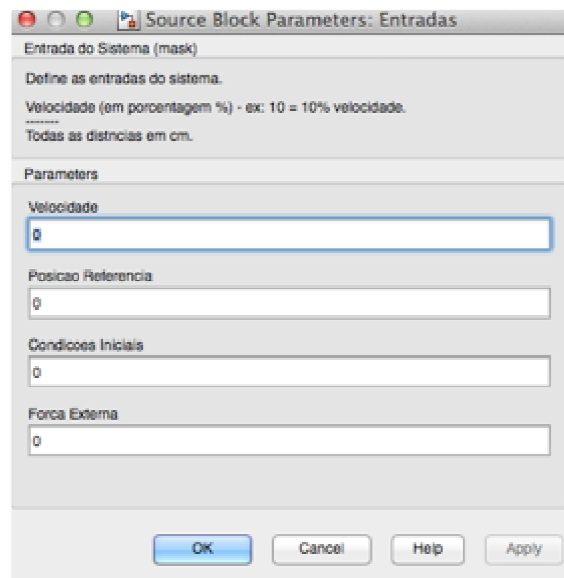 Source Block Parameters: Entradas
Entrada do Sistema (mask)
Define as entradas do sistema.
Velocidade (em porcentagem %) - ex: 10 = 10% velocidade.
-------
Todas as distncias em cm.
Parameters
Velocidade
0
Posicao Referencia
0
Condicoes Iniciais
0
Forca Externa
0
OK Cancel Help Apply